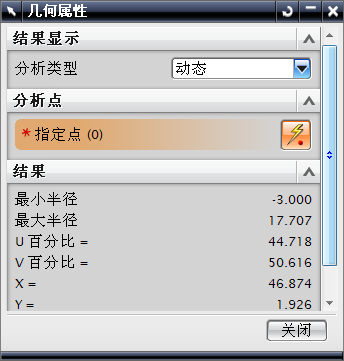 几何属性
结果显示
分析类型 动态
分析点
* 指定点 (0)
结果
最小半径 -3.000
最大半径 17.707
U 百分比 = 44.718
V 百分比 = 50.616
X = 46.874
Y = 1.926
关闭